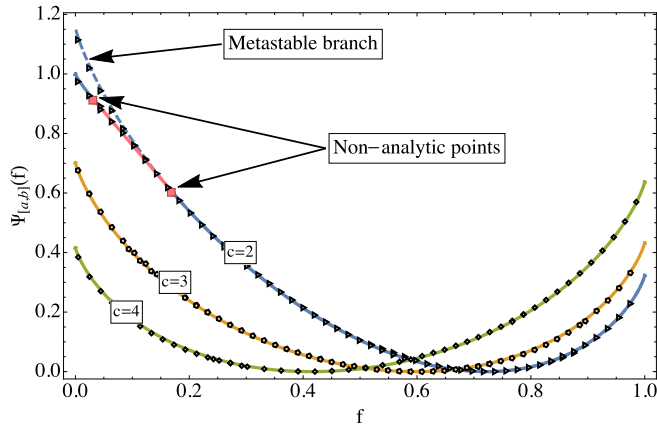 1.2
Metastable branch
1.0
0.8
Non−analytic points
Ψ[a,b](f)
0.6
0.4
c=2
c=3
0.2
c=4
0.0
0.0 0.2 0.4 0.6 0.8 1.0
f